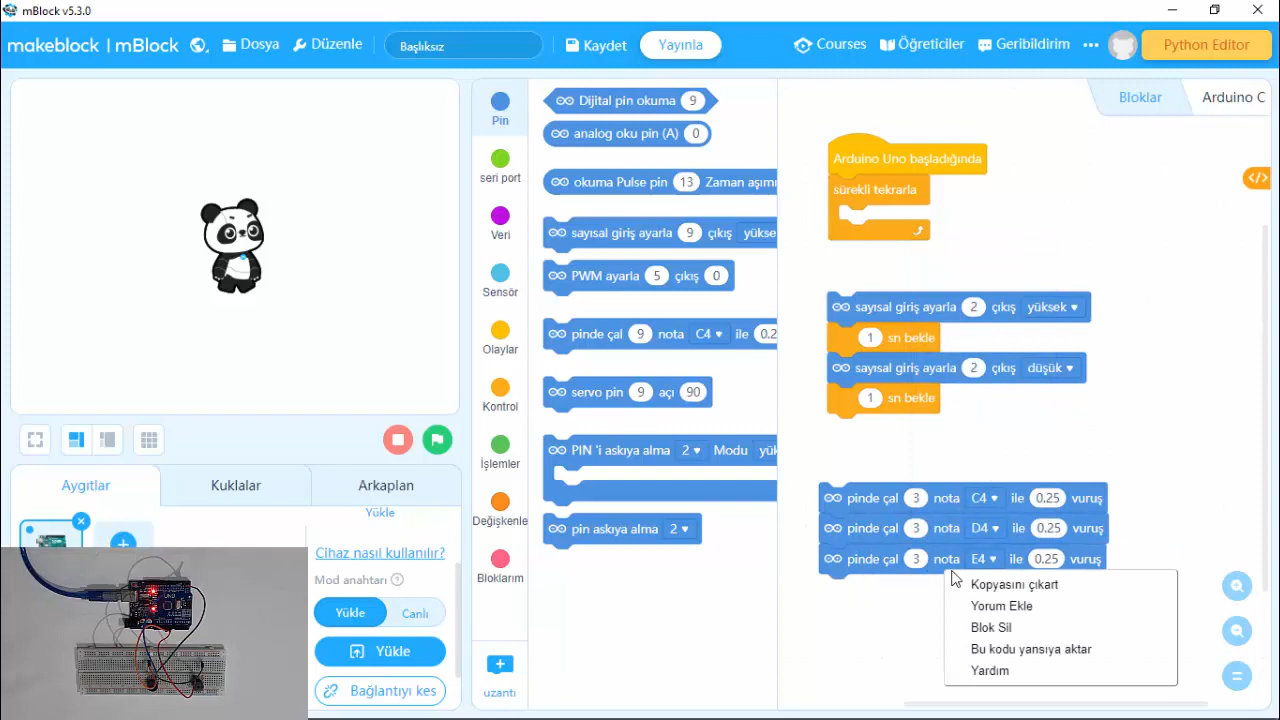 mBlock v5.3.0
makeblock | mBlock
Dosya
Düzenle
Başlıksız
Kaydet
Yayınla
Courses
Öğreticiler
Geribildirim
Python Editor
Pin
seri port
Veri
Sensör
Olaylar
Kontrol
İşlemler
Değişkenle
Bloklarım
uzantı
Dijital pin okuma 9
analog oku pin (A) 0
okuma Pulse pin 13 Zaman aşımı
sayısal giriş ayarla 9 çıkış yükse
PWM ayarla 5 çıkış 0
pinde çal 9 nota C4 ile 0.2
servo pin 9 açı 90
PIN 'i askıya alma 2 Modu yük
pin askıya alma 2
Bloklar
Arduino C
Arduino Uno başladığında
sürekli tekrarla
sayısal giriş ayarla 2 çıkış yüksek
1 sn bekle
sayısal giriş ayarla 2 çıkış düşük
1 sn bekle
pinde çal 3 nota C4 ile 0.25 vuruş
pinde çal 3 nota D4 ile 0.25 vuruş
pinde çal 3 nota E4 ile 0.25 vuruş
Kopyasını çıkart
Yorum Ekle
Blok Sil
Bu kodu yansıya aktar
Yardım
Aygıtlar
Kuklalar
Arkaplan
Yükle
Cihaz nasıl kullanılır?
Mod anahtarı
Yükle
Canlı
Yükle
Bağlantıyı kes